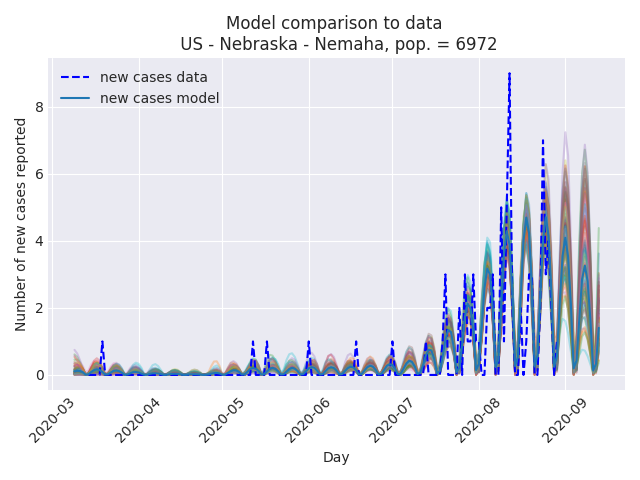 Model comparison to data
US - Nebraska - Nemaha, pop. = 6972
new cases data
new cases model
Number of new cases reported
8
6
4
2
0
2020-03
2020-04
2020-05
2020-06
2020-07
2020-08
2020-09
Day